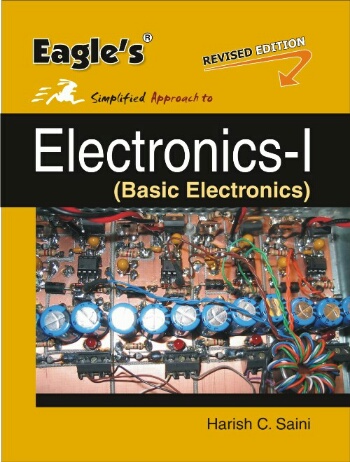 Eagle's®
REVISED EDITION
Simplified Approach to
Electronics-I
(Basic Electronics)
Harish C. Saini